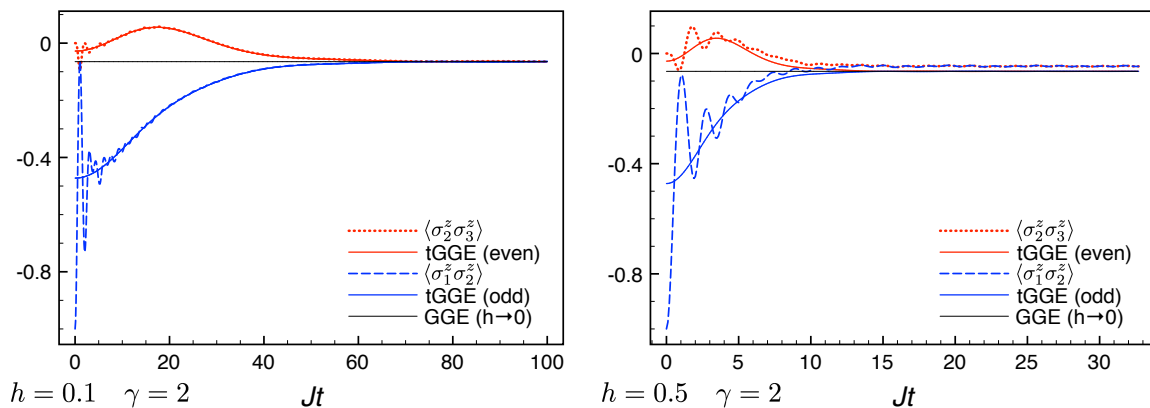 0
-0.4
-0.8
0 20 40 60 80 100
⟨σ₂ᶻσ₃ᶻ⟩
tGGE (even)
⟨σ₁ᶻσ₂ᶻ⟩
tGGE (odd)
GGE (h→0)
h = 0.1 γ = 2 Jt
0
-0.4
-0.8
0 5 10 15 20 25 30
⟨σ₂ᶻσ₃ᶻ⟩
tGGE (even)
⟨σ₁ᶻσ₂ᶻ⟩
tGGE (odd)
GGE (h→0)
h = 0.5 γ = 2 Jt